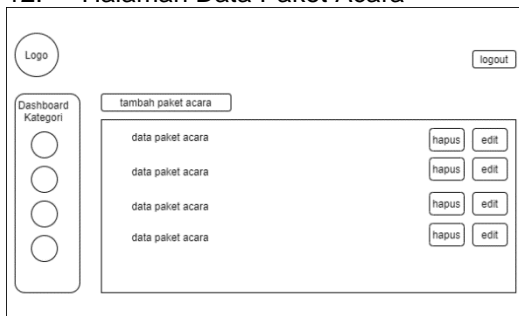 12. Halaman Data Paket Acara
Logo
logout
Dashboard
Kategori
tambah paket acara
data paket acara
hapus edit
data paket acara
hapus edit
data paket acara
hapus edit
data paket acara
hapus edit